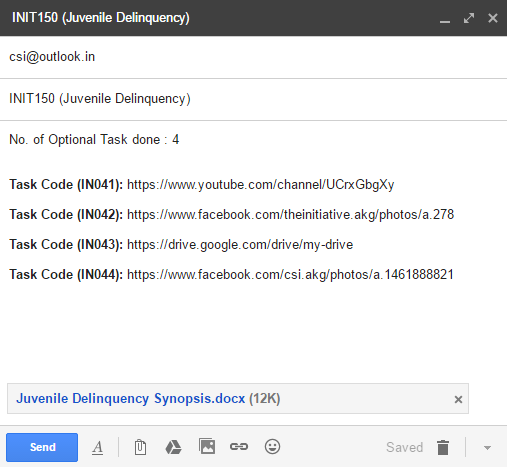 INIT150 (Juvenile Delinquency)
csi@outlook.in
INIT150 (Juvenile Delinquency)
No. of Optional Task done : 4
Task Code (IN041): https://www.youtube.com/channel/UCrxGbgXy
Task Code (IN042): https://www.facebook.com/theinitiative.akg/photos/a.278
Task Code (IN043): https://drive.google.com/drive/my-drive
Task Code (IN044): https://www.facebook.com/csi.akg/photos/a.1461888821
Juvenile Delinquency Synopsis.docx (12K)
Send A Saved